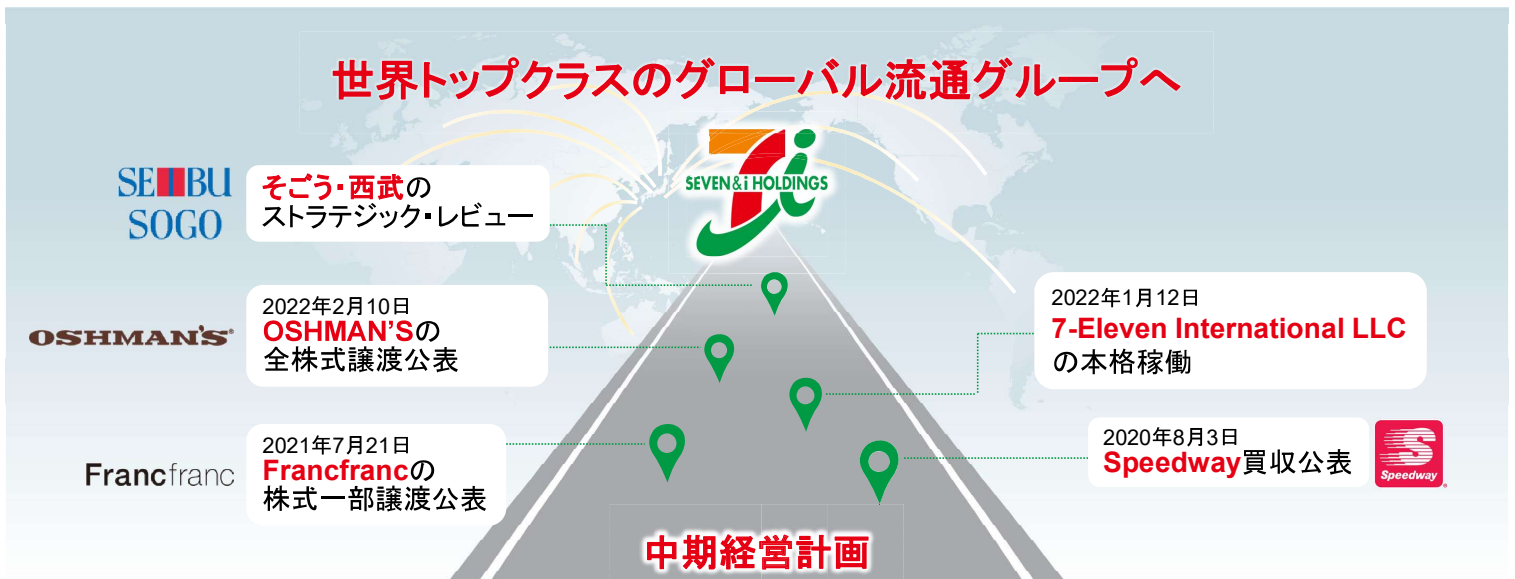 世界トップクラスのグローバル流通グループへ
SEVEN&i HOLDINGS
SEIBU
SOGO
そごう・西武の
ストラテジック・レビュー
OSHMAN'S®
2022年2月10日
OSHMAN’Sの
全株式譲渡公表
Francfranc
2021年7月21日
Francfrancの
株式一部譲渡公表
2022年1月12日
7-Eleven International LLC
の本格稼働
2020年8月3日
Speedway買収公表
Speedway®
中期経営計画